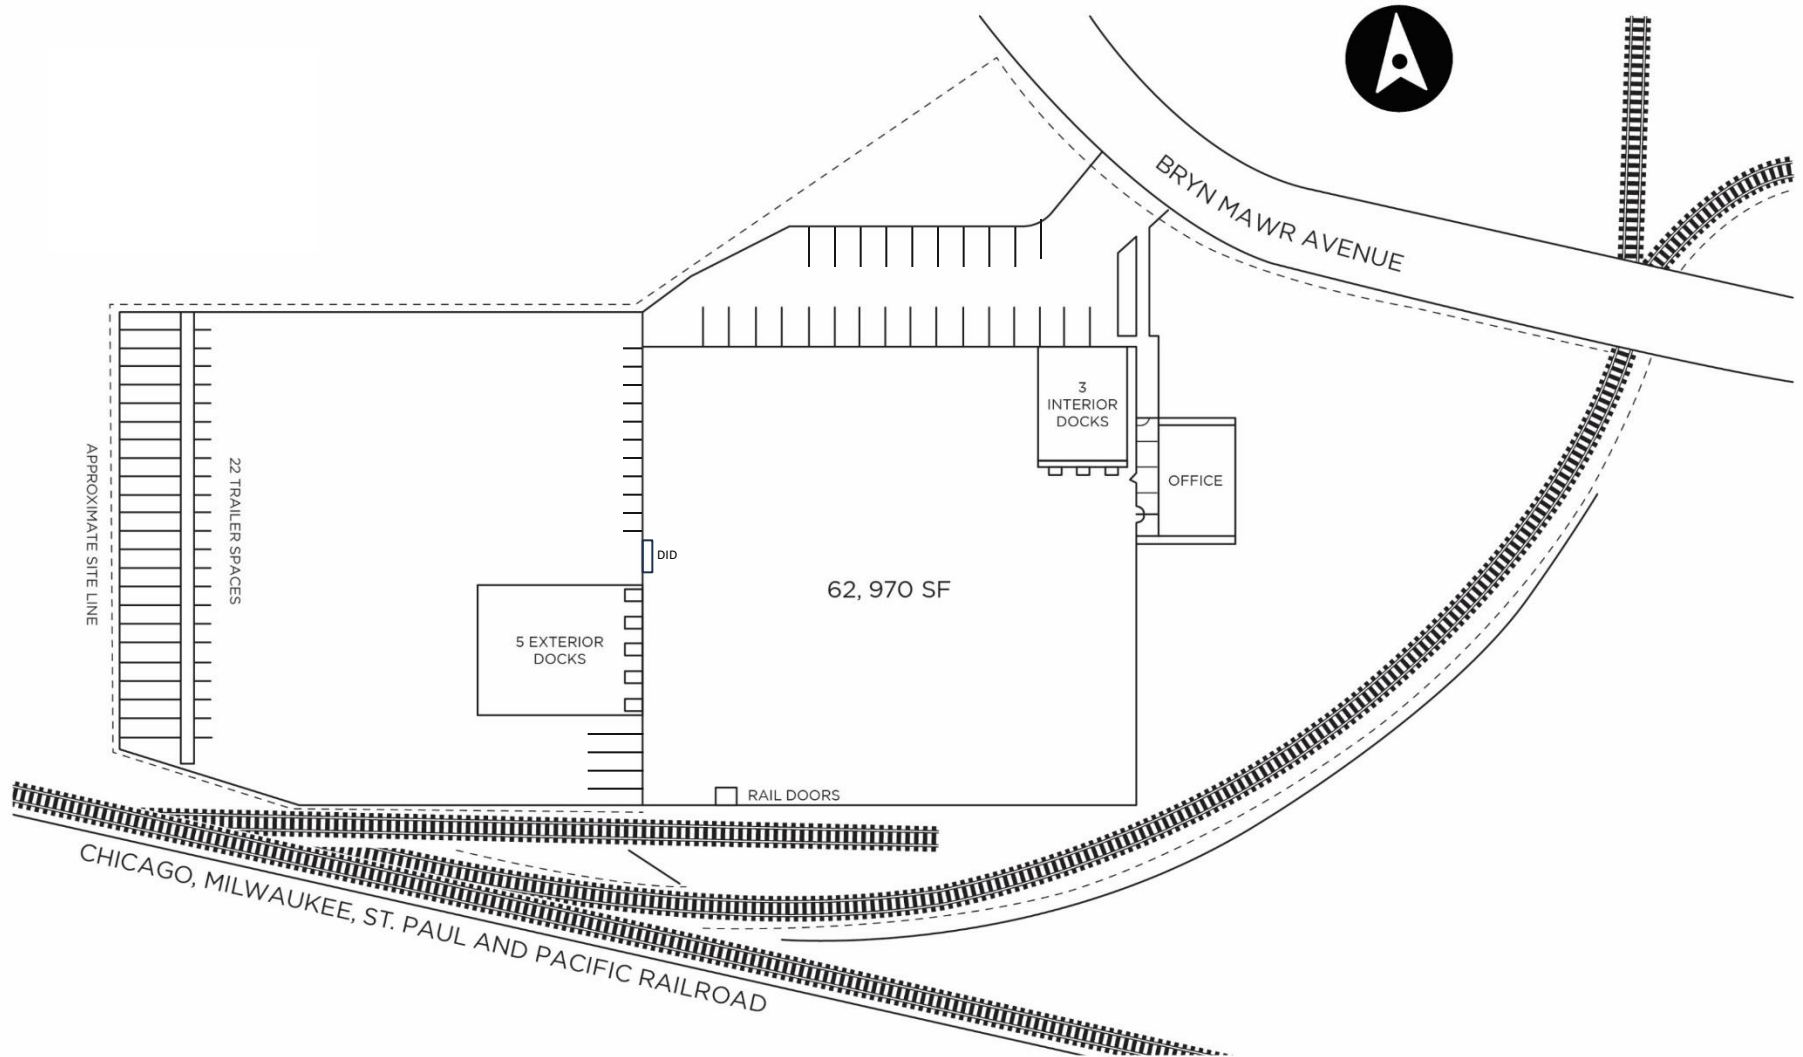 BRYN MAWR AVENUE
3
INTERIOR
DOCKS
APPROXIMATE SITE LINE
22 TRAILER SPACES
OFFICE
DID
62, 970 SF
5 EXTERIOR
DOCKS
RAIL DOORS
CHICAGO, MILWAUKEE, ST. PAUL AND PACIFIC RAILROAD